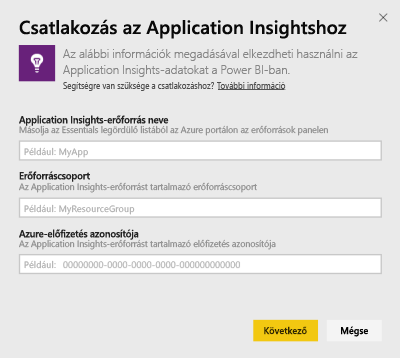 Csatlakozás az Application Insightshoz
Az alábbi információk megadásával elkezdheti használni az
Application Insights-adatokat a Power BI-ban.
Segítségre van szüksége a csatlakozáshoz? További információ
Application Insights-erőforrás neve
Másolja az Essentials legördülő listából az Azure portálon az erőforrások panelen
Például: MyApp
Erőforráscsoport
Az Application Insights-erőforrást tartalmazó erőforráscsoport
Például: MyResourceGroup
Azure-előfizetés azonosítója
Az Application Insights-erőforrást tartalmazó előfizetés azonosítója
Például: 00000000-0000-0000-0000-000000000000
Következő Mégse